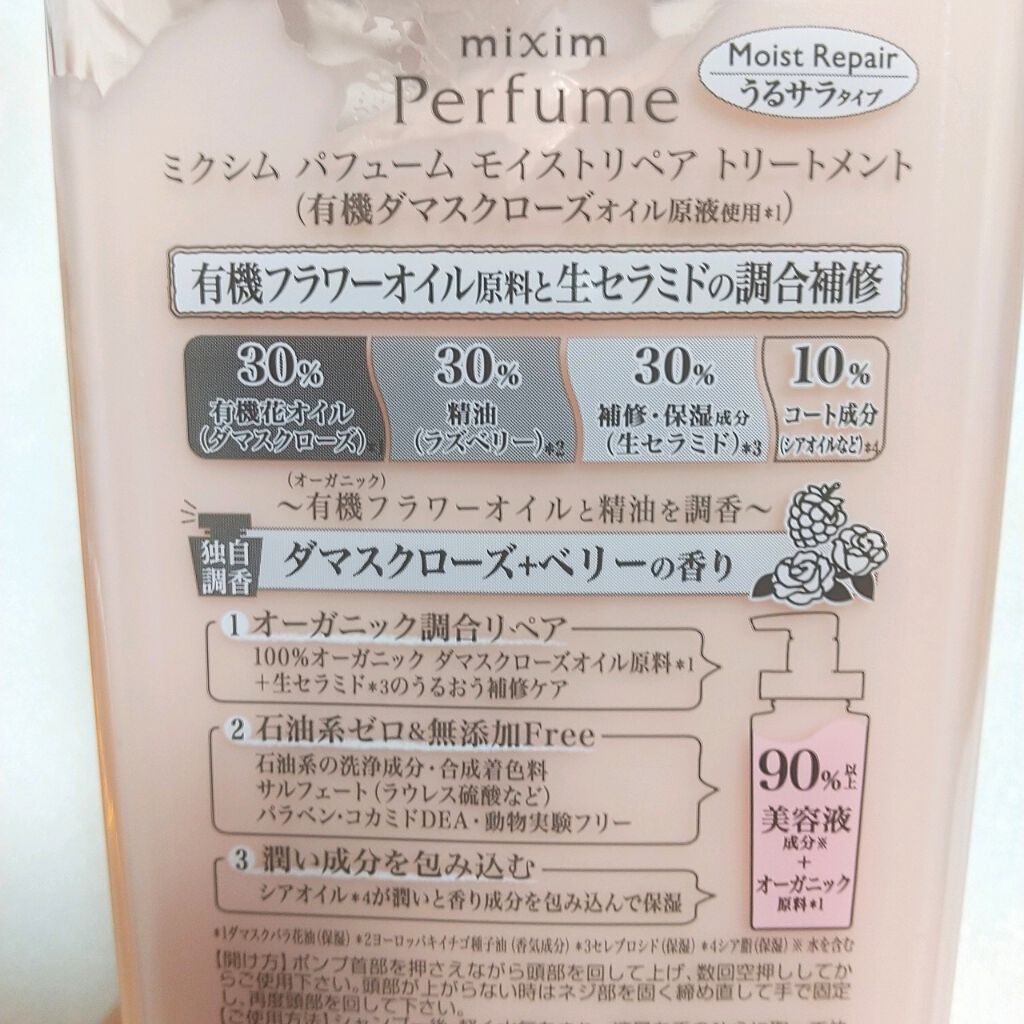 mixim
Perfume
Moist Repair
うるサラタイプ
ミクシム パフューム モイストリペア トリートメント
(有機ダマスクローズオイル原液使用*1)
有機フラワーオイル原料と生セラミドの調合補修
30% 30% 30% 10%
有機花オイル 精油 補修・保湿成分 コート成分
(ダマスクローズ)*1 (ラズベリー)*2 (生セラミド)*3 (シアオイルなど)*4
(オーガニック)
～有機フラワーオイルと精油を調香～
独自
調香
ダマスクローズ+ベリーの香り
1 オーガニック調合リペア
100%オーガニック ダマスクローズオイル原料*1
+生セラミド*3のうるおう補修ケア
2 石油系ゼロ&無添加Free
石油系の洗浄成分・合成着色料
サルフェート(ラウレス硫酸など)
パラベン・コカミドDEA・動物実験フリー
3 潤い成分を包み込む
シアオイル*4が潤いと香り成分を包み込んで保湿
90%以上
美容液
成分※
+
オーガニック
原料*1
*1ダマスクバラ花油(保湿) *2ヨーロッパキイチゴ種子油(香気成分) *3セレブロシド(保湿) *4シア脂(保湿) ※ 水を含む
【開け方】ポンプ首部を押さえながら頭部を回して上げ、数回空押ししてか
らご使用下さい。頭部が上がらない時はネジ部を固く締め直して手で固定
し、再度頭部を回して下さい。